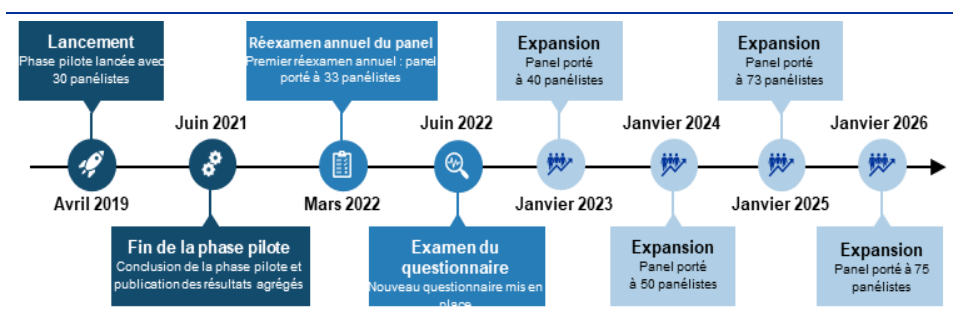 Lancement
Phase pilote lancée avec
30 panélistes
Réexamen annuel du panel
Premier réexamen annuel : panel
porté à 33 panélistes
Expansion
Panel porté
à 40 panélistes
Expansion
Panel porté
à 73 panélistes
Juin 2021
Juin 2022
Janvier 2024
Janvier 2026
Avril 2019
Mars 2022
Janvier 2023
Janvier 2025
Fin de la phase pilote
Conclusion de la phase pilote et
publication des résultats agrégés
Examen du
questionnaire
Nouveau questionnaire mis en
place
Expansion
Panel porté
à 50 panélistes
Expansion
Panel porté à 75
panélistes